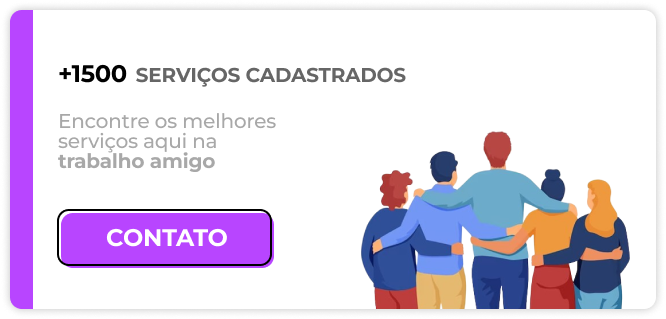 +1500 SERVIÇOS CADASTRADOS
Encontre os melhores
serviços aqui na
trabalho amigo
CONTATO